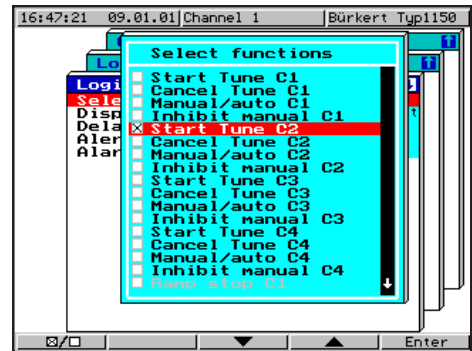 16:47:21 09.01.01 Channel 1 Bürkert Typ1150
Select functions
Start Tune C1
Cancel Tune C1
Manual/auto C1
Inhibit manual C1
Start Tune C2
Cancel Tune C2
Manual/auto C2
Inhibit manual C2
Start Tune C3
Cancel Tune C3
Manual/auto C3
Inhibit manual C3
Start Tune C4
Cancel Tune C4
Manual/auto C4
Inhibit manual C4
Ramp stop C1
Lo
Logi
Sele
Disp t
Dela
Aler
Alar
Enter